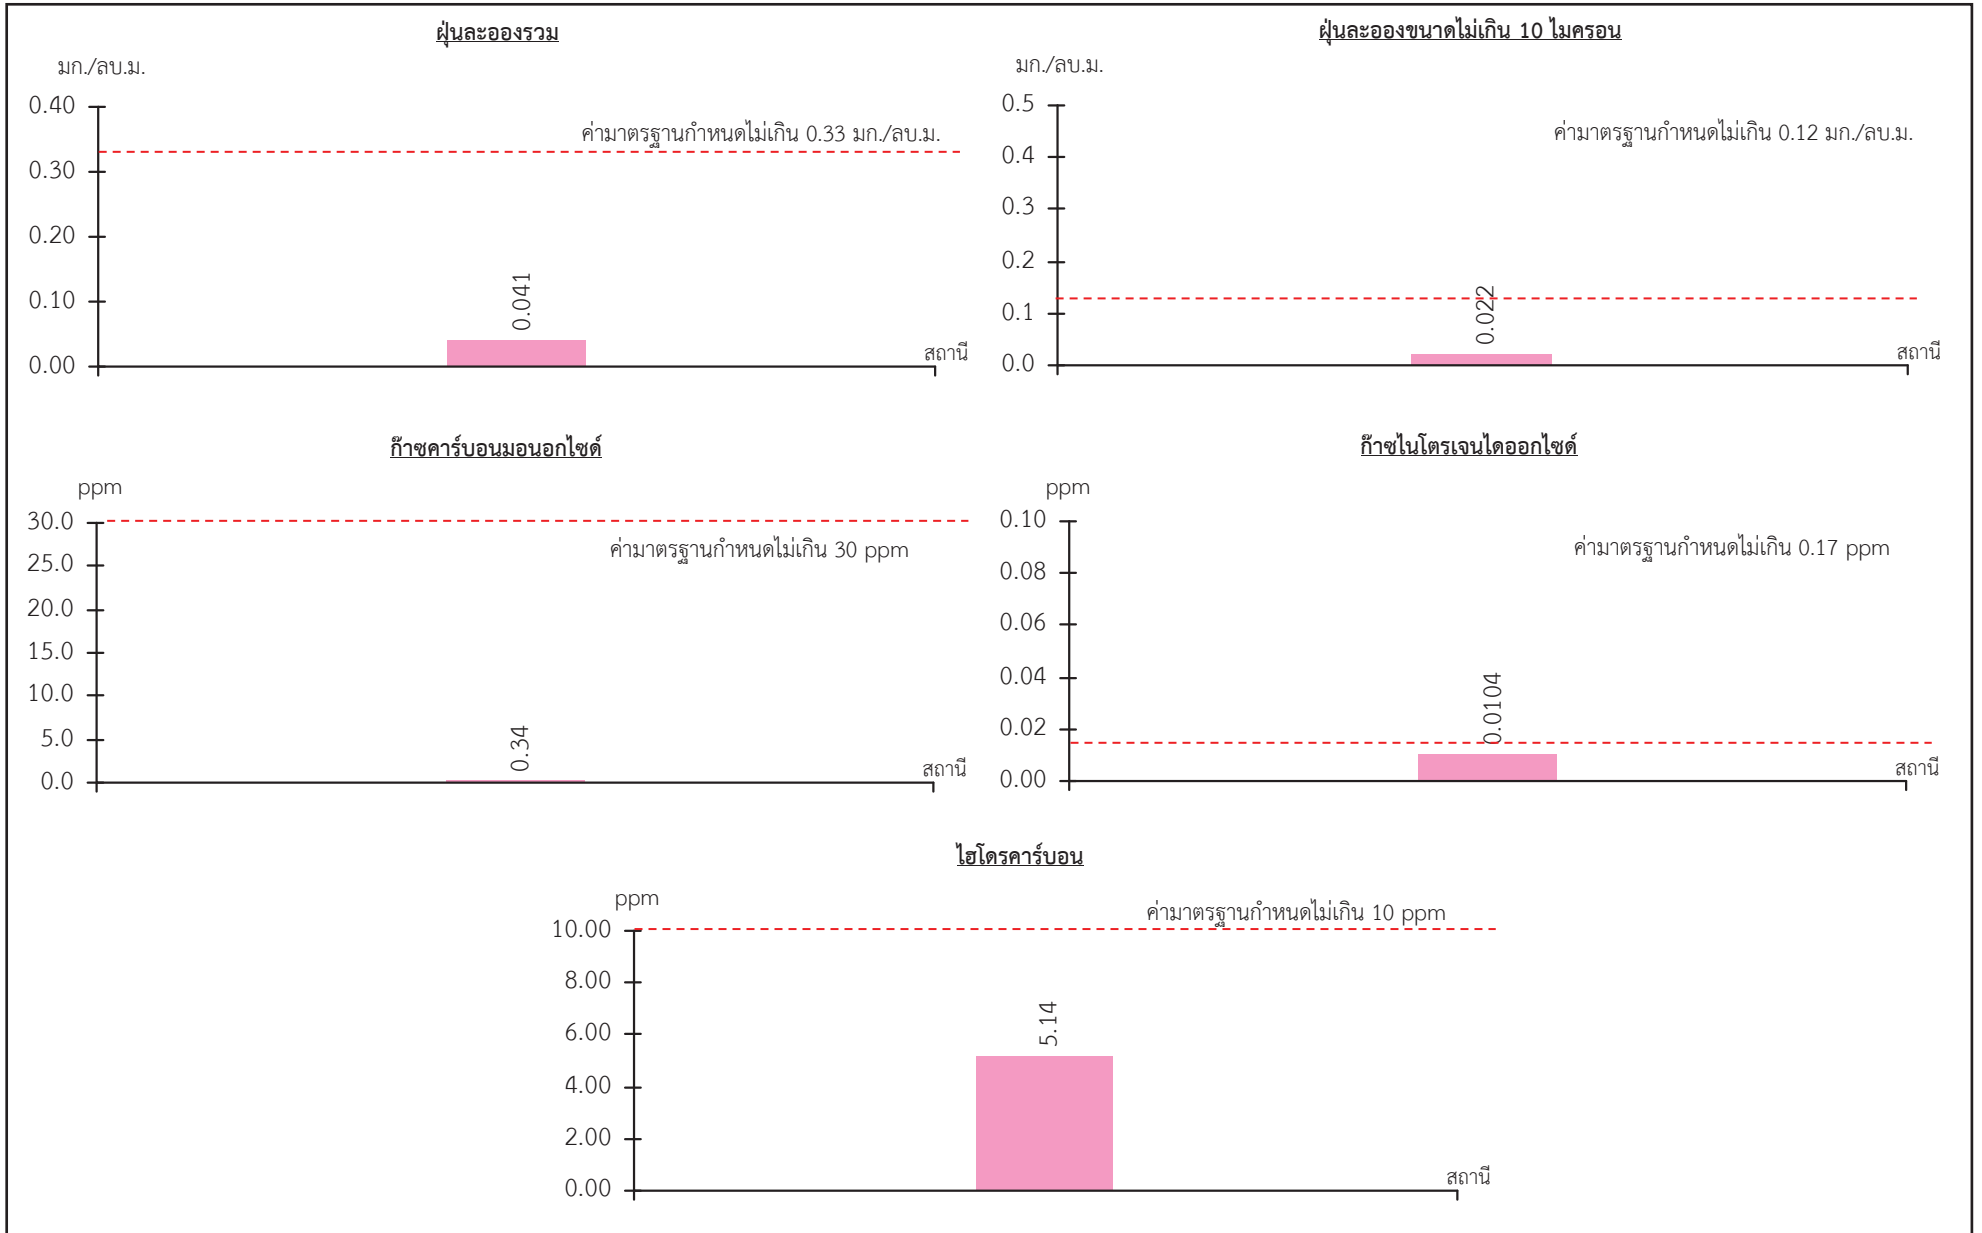 ฝุ่นละอองรวม
มก./ลบ.ม.
0.40
ค่ามาตรฐานกำหนดไม่เกิน 0.33 มก./ลบ.ม.
0.30
0.20
0.10
0.041
0.00
สถานี
ฝุ่นละอองขนาดไม่เกิน 10 ไมครอน
มก./ลบ.ม.
0.5
ค่ามาตรฐานกำหนดไม่เกิน 0.12 มก./ลบ.ม.
0.4
0.3
0.2
0.1
0.022
0.0
สถานี
ก๊าซคาร์บอนมอนอกไซด์
ppm
30.0
ค่ามาตรฐานกำหนดไม่เกิน 30 ppm
25.0
20.0
15.0
10.0
5.0
0.34
0.0
สถานี
ก๊าซไนโตรเจนไดออกไซด์
ppm
0.10
ค่ามาตรฐานกำหนดไม่เกิน 0.17 ppm
0.08
0.06
0.04
0.02
0.0104
0.00
สถานี
ไฮโดรคาร์บอน
ppm
ค่ามาตรฐานกำหนดไม่เกิน 10 ppm
10.00
8.00
6.00
5.14
4.00
2.00
0.00
สถานี